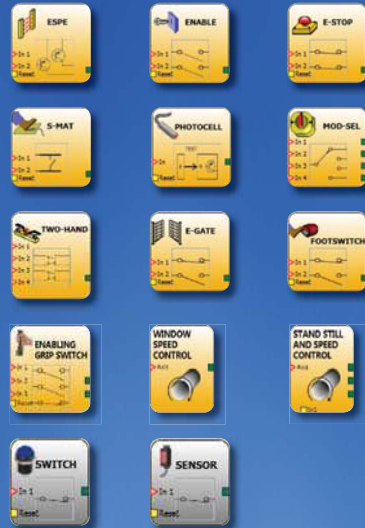 ESPE
In 1
In 2
Reset
ENABLE
In 1
In 2
Reset
E-STOP
In 1
In 2
Reset
S-MAT
In 1
In 2
Reset
PHOTOCELL
TEST
In
Reset
MOD-SEL
In 1
In 2
In 3
In 4
TWO-HAND
In 1
In 2
In 3
In 4
E-GATE
In 1
In 2
Reset
FOOTSWITCH
In 1
In 2
Reset
ENABLING
GRIP SWITCH
In 1
In 2
In 3
Reset
WINDOW
SPEED
CONTROL
Axis
STAND STILL
AND SPEED
CONTROL
Axis
In1
SWITCH
In 1
Reset
SENSOR
In 1
Reset